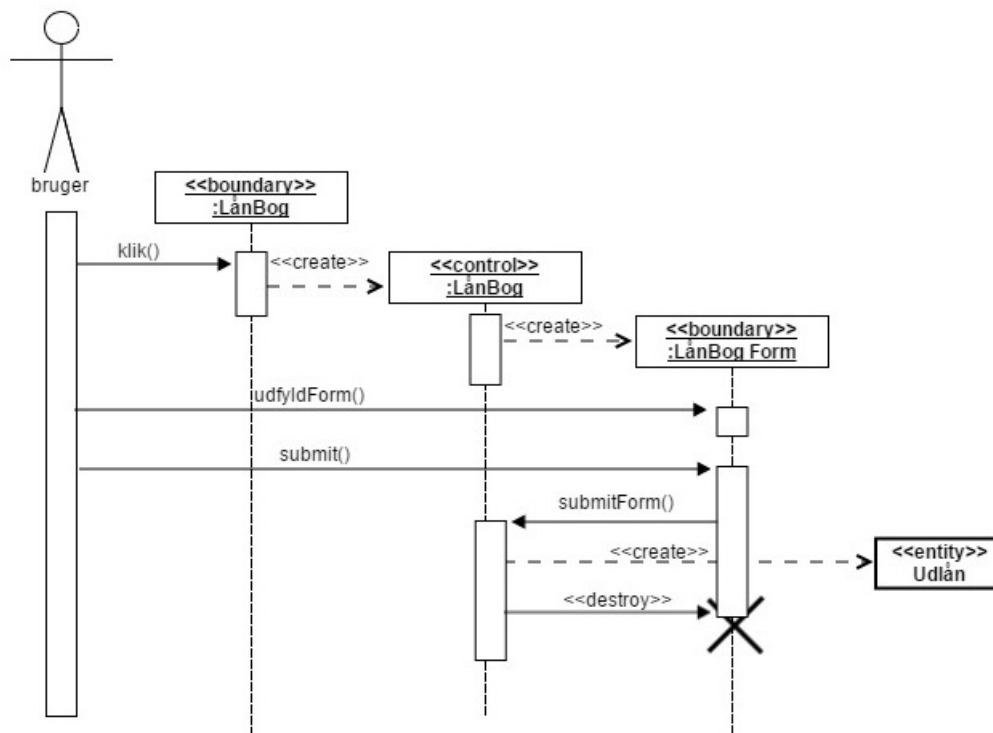 bruger
<<boundary>>
:LånBog
klik()
<<create>>
<<control>>
:LånBog
<<create>>
<<boundary>>
:LånBog Form
udfyldForm()
submit()
submitForm()
<<create>>
<<entity>>
Udlån
<<destroy>>